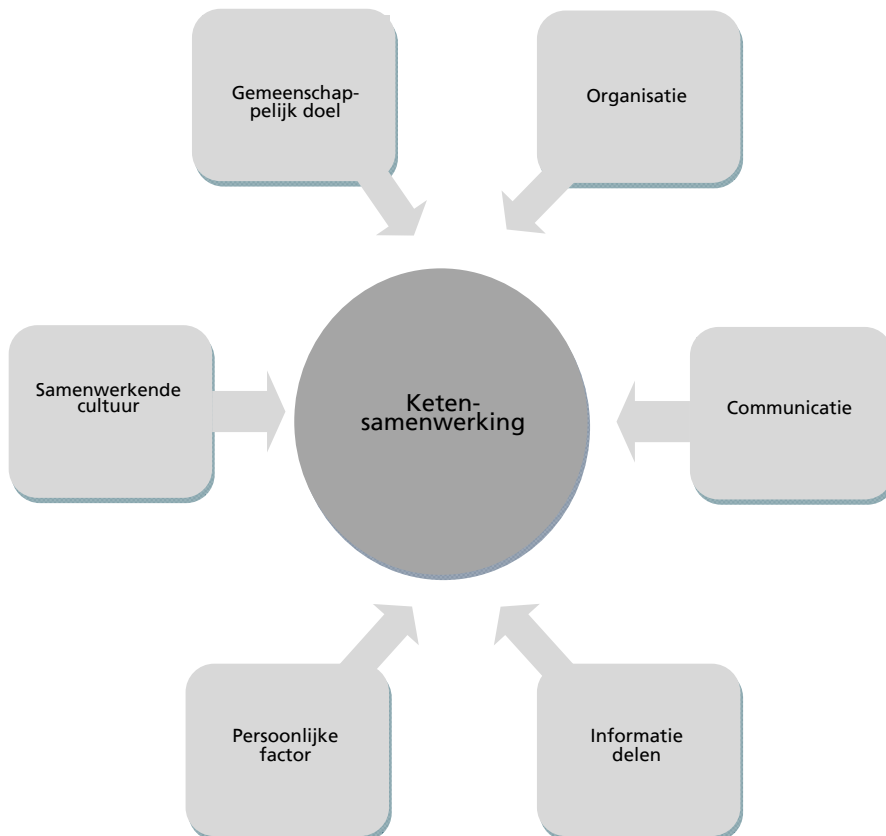 Gemeenschap-
pelijk doel
Organisatie
Samenwerkende
cultuur
Keten-
samenwerking
Communicatie
Persoonlijke
factor
Informatie
delen